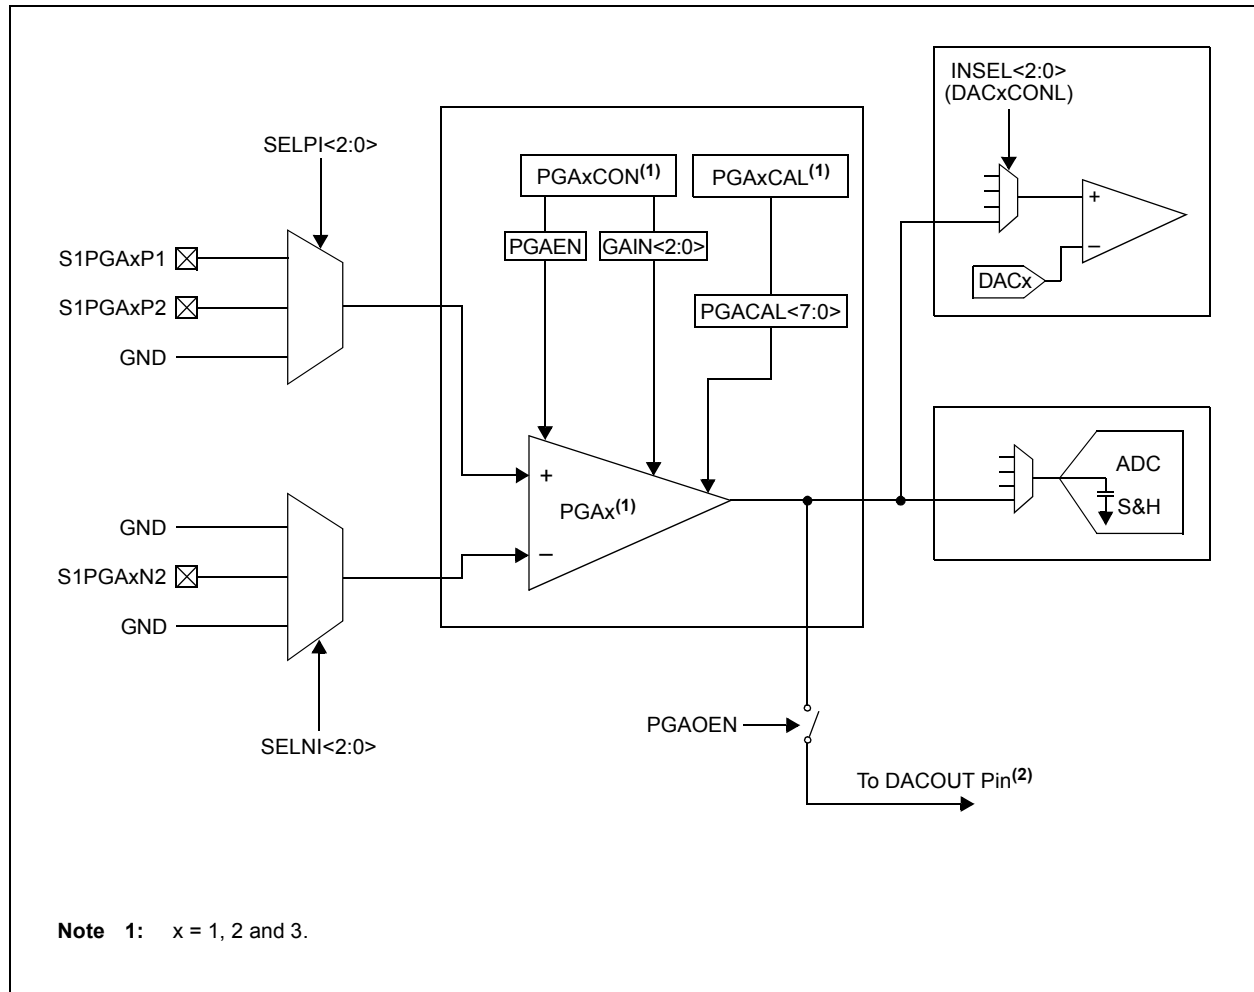 INSEL<2:0>
(DACxCONL)
SELPI<2:0>
PGAxCON(1)
PGAxCAL(1)
S1PGAxP1
PGAEN
GAIN<2:0>
+
–
DACx
S1PGAxP2
PGACAL<7:0>
GND
ADC
+
S&H
PGAx(1)
GND
–
S1PGAxN2
GND
PGAOEN
SELNI<2:0>
To DACOUT Pin(2)
Note 1: x = 1, 2 and 3.